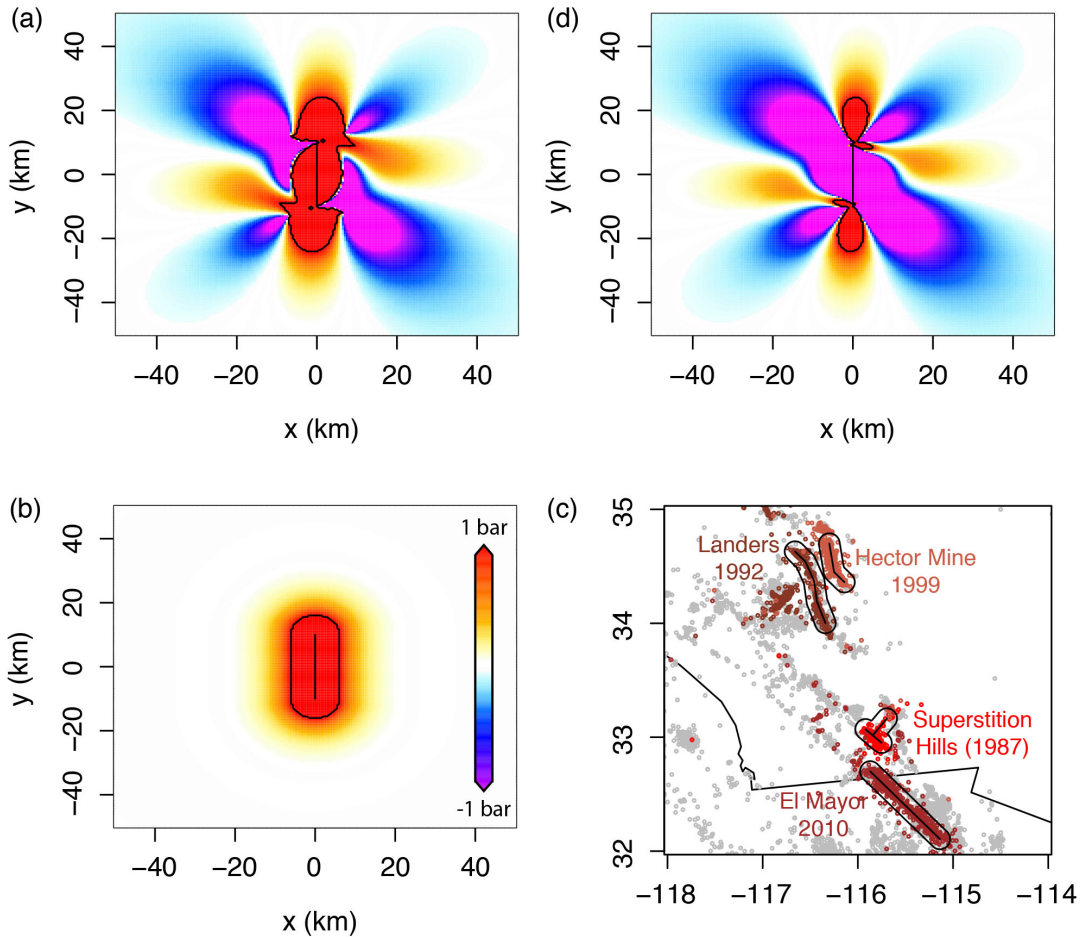 (a)
40
20
0
−20
−40
y (km)
−40 −20 0 20 40
x (km)
(d)
40
20
0
−20
−40
y (km)
−40 −20 0 20 40
x (km)
(b)
40
20
0
−20
−40
y (km)
1 bar
-1 bar
−40 −20 0 20 40
x (km)
(c)
35
34
33
32
Landers
1992
Hector Mine
1999
Superstition
Hills (1987)
El Mayor
2010
−118 −117 −116 −115 −114